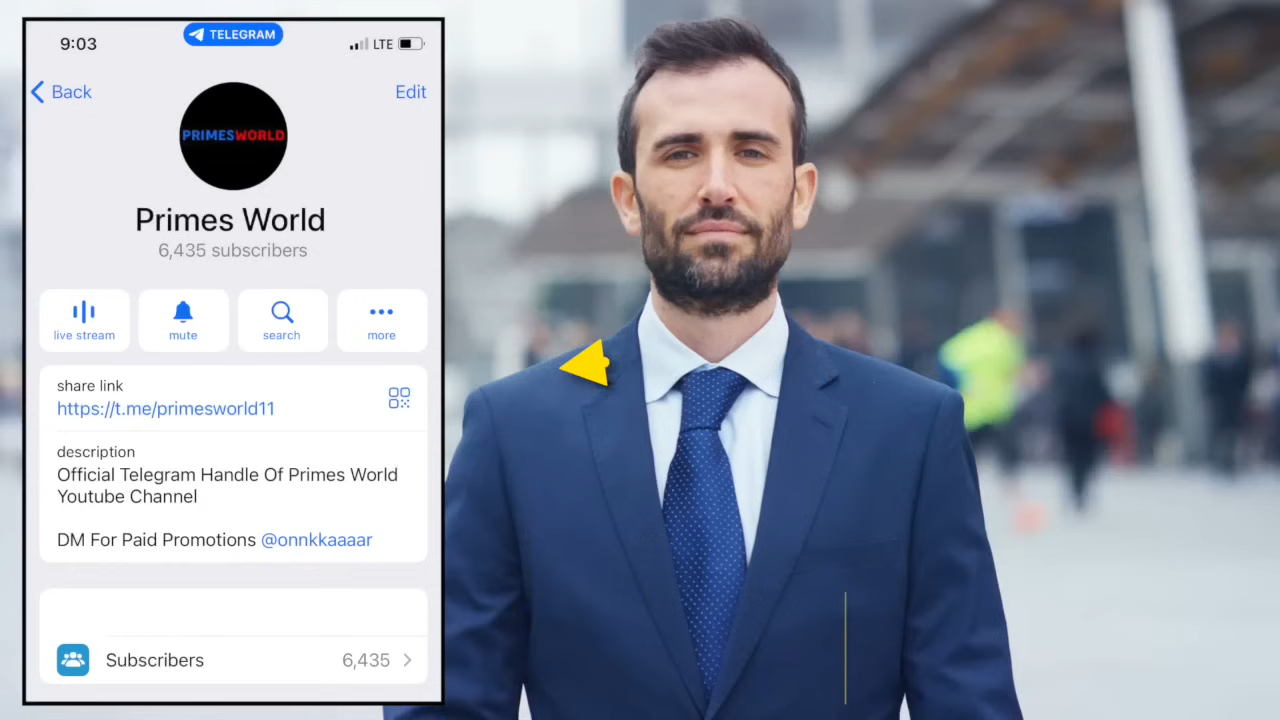 9:03
TELEGRAM
LTE
Back
Edit
PRIMESWORLD
Primes World
6,435 subscribers
live stream
mute
search
more
share link
https://t.me/primesworld11
description
Official Telegram Handle Of Primes World
Youtube Channel
DM For Paid Promotions @onnkkaaaar
Subscribers
6,435